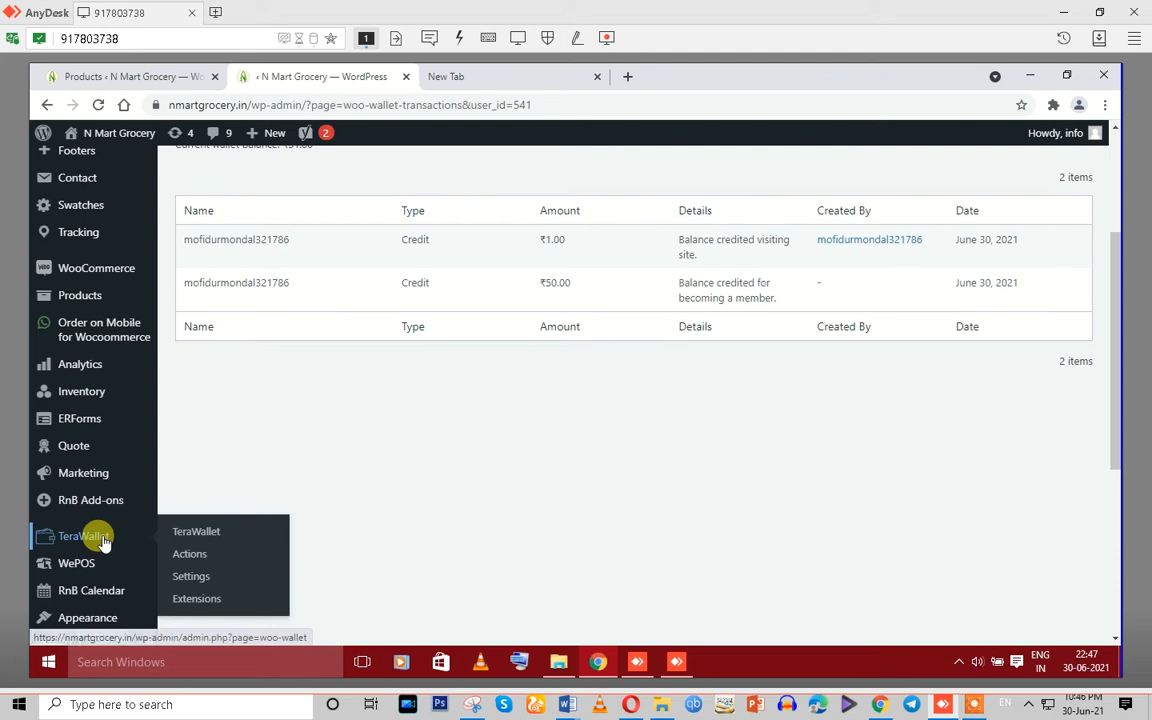 AnyDesk
917803738
917803738
1
Products ‹ N Mart Grocery — Wo
‹ N Mart Grocery — WordPress
New Tab
nmartgrocery.in/wp-admin/?page=woo-wallet-transactions&user_id=541
N Mart Grocery
4
9
New
2
Howdy, info
Footers
Contact
Swatches
Tracking
WooCommerce
Products
Order on Mobile
for Wocoommerce
Analytics
Inventory
ERForms
Quote
Marketing
RnB Add-ons
TeraWallet
WePOS
RnB Calendar
Appearance
TeraWallet
Actions
Settings
Extensions
2 items
Name Type Amount Details Created By Date
mofidurmondal321786 Credit ₹1.00 Balance credited visiting mofidurmondal321786 June 30, 2021
site.
mofidurmondal321786 Credit ₹50.00 Balance credited for - June 30, 2021
becoming a member.
Name Type Amount Details Created By Date
2 items
https://nmartgrocery.in/wp-admin/admin.php?page=woo-wallet
Search Windows
ENG
IN
22:47
30-06-2021
Type here to search
EN
10:46 PM
30-Jun-21